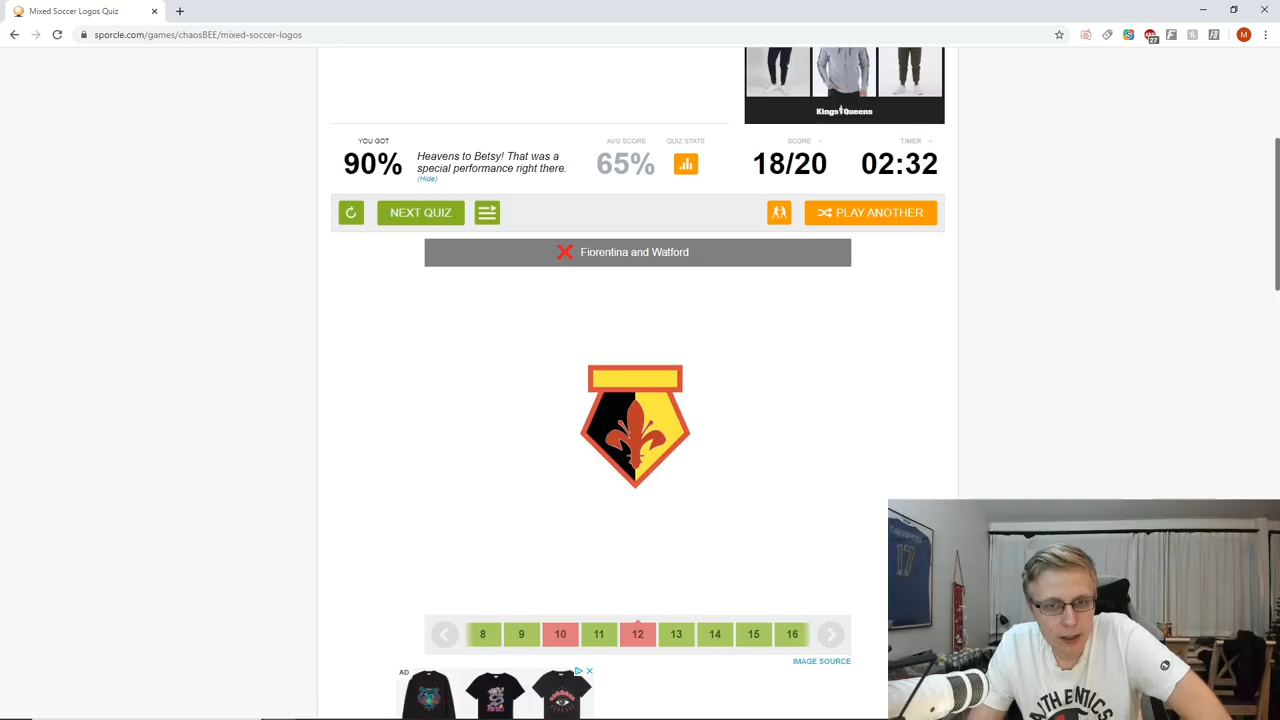 Mixed Soccer Logos Quiz
sporcle.com/games/chaosBEE/mixed-soccer-logos
27
M
Kings Queens
YOU GOT
90%
Heavens to Betsy! That was a
special performance right there.
(Hide)
AVG SCORE
65%
QUIZ STATS
SCORE
18/20
TIMER
02:32
NEXT QUIZ
PLAY ANOTHER
Fiorentina and Watford
8 9 10 11 12 13 14 15 16
IMAGE SOURCE
AD
17